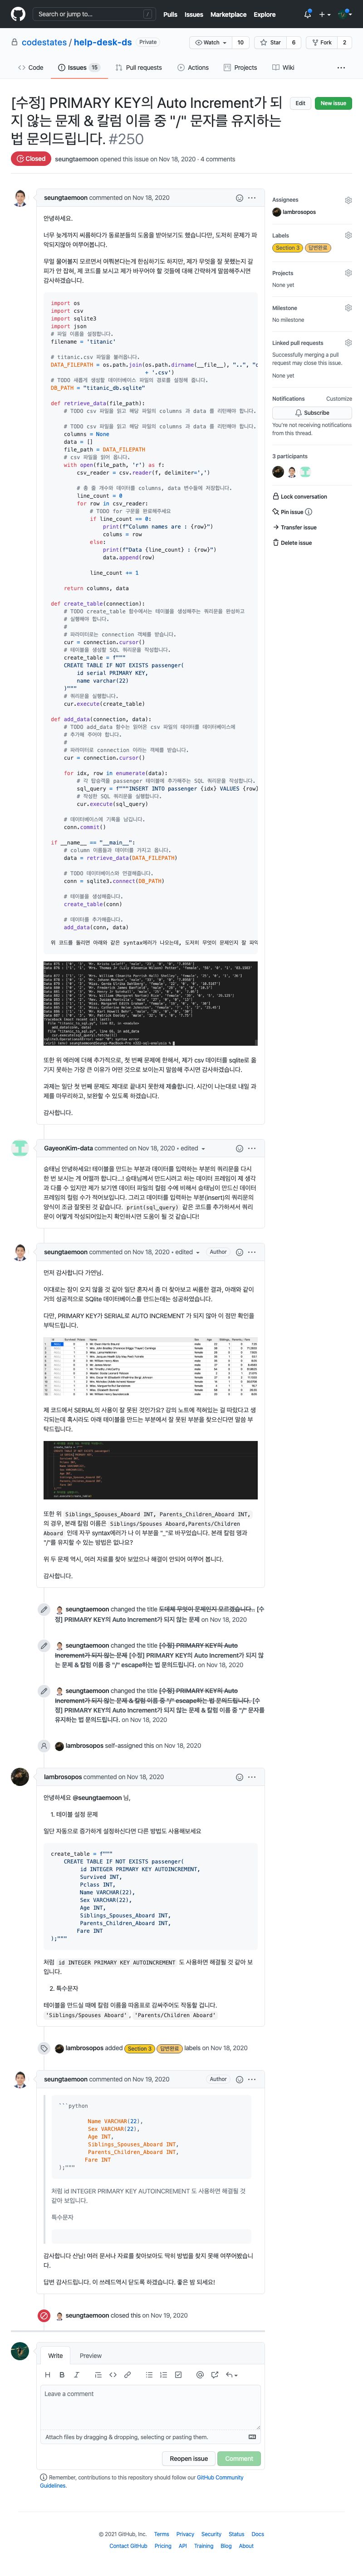 Search or jump to...
/
Pulls Issues Marketplace Explore
codestates / help-desk-ds Private
Watch 10 Star 6 Fork 2
Code Issues 15 Pull requests Actions Projects Wiki
[수정] PRIMARY KEY의 Auto Increment가 되
지 않는 문제 & 칼럼 이름 중 "/" 문자를 유지하는
법 문의드립니다. #250
Edit New issue
Closed seungtaemoon opened this issue on Nov 18, 2020 · 4 comments
seungtaemoon commented on Nov 18, 2020
안녕하세요.
너무 늦게까지 씨름하다가 동료분들의 도움을 받아보기도 했습니다만, 도저히 문제가 파
악되지않아 여쭈어봅니다.
무얼 물어볼지 모르면서 여쭤본다는게 한심하기도 하지만, 제가 무엇을 잘 못했는지 갈
피가 안 잡혀, 제 코드를 보시고 제가 바꾸어야 할 것들에 대해 간략하게 말씀해주시면
감사하겠습니다.
import os
import csv
import sqlite3
import json
# 파일 이름을 설정합니다.
filename = 'titanic'
# titanic.csv 파일을 불러옵니다.
DATA_FILEPATH = os.path.join(os.path.dirname(__file__), "..",
+ '.csv')
# TODO 새롭게 생성할 데이터베이스 파일의 경로를 설정해 줍니다.
DB_PATH = "titanic_db.sqlite"
def retrieve_data(file_path):
# TODO csv 파일을 읽고 해당 파일의 columns 과 data 를 리턴해야 합니다.
# TODO csv 파일을 읽고 해당 파일의 columns 과 data 를 리턴해야 합니다.
columns = None
data = []
file_path = DATA_FILEPATH
# csv 파일을 읽어 옵니다.
with open(file_path, 'r') as f:
csv_reader = csv.reader(f, delimiter=',')
# 총 줄 개수와 데이터를 columns, data 변수들에 저장합니다.
line_count = 0
for row in csv_reader:
# TODO for 구문을 완료해주세요
if line_count == 0:
print(f"Column names are : {row}")
colums = row
else:
print(f"Data {line_count} : {row}")
data.append(row)
line_count += 1
return columns, data
def create_table(connection):
# TODO create_table 함수에서는 테이블을 생성해주는 쿼리문을 완성하고
# 실행해야 합니다.
#
# 파라미터로는 connection 객체를 받습니다.
cur = connection.cursor()
# 테이블을 생성할 SQL 쿼리문을 작성합니다.
create_table = f"""
CREATE TABLE IF NOT EXISTS passenger(
id serial PRIMARY KEY,
name varchar(22)
)"""
# 쿼리문을 실행합니다.
cur.execute(create_table)
def add_data(connection, data):
# TODO add_data 함수는 읽어온 csv 파일의 데이터를 데이터베이스에
# 추가해 주어야 합니다.
#
# 파라미터로 connection 이라는 객체를 받습니다.
cur = connection.cursor()
for idx, row in enumerate(data):
# 각 탑승객을 passenger 테이블에 추가해주는 SQL 쿼리문을 작성합니다.
sql_query = f"""INSERT INTO passenger {idx} VALUES {row[
# 작성한 SQL 쿼리문을 실행합니다.
cur.execute(sql_query)
# 데이터베이스에 기록을 남깁니다.
conn.commit()
if __name__ == "__main__":
# column 이름들과 데이터를 가지고 옵니다.
data = retrieve_data(DATA_FILEPATH)
# TODO 데이터베이스와 연결해줍니다.
conn = sqlite3.connect(DB_PATH)
# 테이블을 생성해줍니다.
create_table(conn)
# 데이터를 추가해줍니다.
add_data(conn, data)
위 코드를 돌리면 아래와 같은 syntax에러가 나오는데, 도저히 무엇이 문제인지 잘
또한 위 에러에 더해 추가적으로, 첫 번째 문제에 한해서, 제가 csv 데이터를 sqlite로 옮
기지 못하는 가장 큰 이유가 어떤 것으로 보이는지 말씀해 주시면 감사하겠습니다.
과제는 일단 첫 번째 문제도 제대로 끝내지 못한채 제출합니다. 시간이 나는대로 내일 과
제를 마무리하고, 보완할 수 있도록 하겠습니다.
감사합니다.
GayeonKim-data commented on Nov 18, 2020 • edited
승태님 안녕하세요! 테이블을 만드는 부분과 데이터를 입력하는 부분의 쿼리문을 다시
한 번 보시는 게 어떨까 합니다..! 승태님께서 만드시려고 하는 데이터 프레임이 제 생각
과 다를 수 있지만 제가 보기엔 데이터 파일의 컬럼 수에 비해서 승태님이 만드신 데이터
프레임의 컬럼 수가 적어보입니다. 그리고 데이터를 입력하는 부분(insert)의 쿼리문의
양식이 조금 잘못된 것 같습니다. print(sql_query) 같은 코드를 추가하셔서 쿼리
문이 어떻게 작성되어있는지 확인하시면 도움이 될 것 같습니다!
seungtaemoon commented on Nov 18, 2020 • edited Author
먼저 감사합니다 가연님.
이대로는 잠이 오지 않을 것 같아 일단 혼자서 좀 더 찾아보고 씨름한 결과, 아래와 같이
거의 성공적으로 SQlite 데이터베이스를 만드는데는 성공하였습니다.
다만, PRIMARY KEY가 SERIAL로 AUTO INCREMENT 가 되지 않아 이 점만 확인을
부탁드립니다.
제 코드에서 SERIAL의 사용이 잘 못된 것인가요? 강의 노트에 적혀있는 걸 따랐다고 생
각되는데 혹시라도 아래 테이블을 만드는 부분에서 잘 못된 부분을 찾으신다면 말씀 부
탁드립니다.
또한 위 Siblings_Spouses_Aboard INT, Parents_Children_Aboard INT,
의 경우, 본래 칼럼 이름은 Siblings/Spouses Aboard,Parents/Children
Aboard 인데 자꾸 syntax에러가 나 이 부분을 "_"로 바꾸었습니다. 본래 칼럼 명과
"/"를 유지할 수 있는 방법은 없나요?
위 두 문제 역시, 여러 자료를 찾아 보았으나 해결이 안되어 여쭈어 봅니다.
감사합니다.
seungtaemoon changed the title 도대체 무엇이 문제인지 모르겠습니다.. [수
정] PRIMARY KEY의 Auto Increment가 되지 않는 문제 on Nov 18, 2020
seungtaemoon changed the title [수정] PRIMARY KEY의 Auto
Increment가 되지 않는 문제 [수정] PRIMARY KEY의 Auto Increment가 되지 않
는 문제 & 칼럼 이름 중 "/" escape하는 법 문의드립니다. on Nov 18, 2020
seungtaemoon changed the title [수정] PRIMARY KEY의 Auto
Increment가 되지 않는 문제 & 칼럼 이름 중 "/" escape하는 법 문의드립니다. [수
정] PRIMARY KEY의 Auto Increment가 되지 않는 문제 & 칼럼 이름 중 "/" 문자를
유지하는 법 문의드립니다. on Nov 18, 2020
lambrosopos self-assigned this on Nov 18, 2020
lambrosopos commented on Nov 18, 2020
안녕하세요 @seungtaemoon 님,
1. 테이블 설정 문제
일단 자동으로 증가하게 설정하신다면 다른 방법도 사용해보세요
create_table = f"""
CREATE TABLE IF NOT EXISTS passenger(
id INTEGER PRIMARY KEY AUTOINCREMENT,
Survived INT,
Pclass INT,
Name VARCHAR(22),
Sex VARCHAR(22),
Age INT,
Siblings_Spouses_Aboard INT,
Parents_Children_Aboard INT,
Fare INT
);"""
처럼 id INTEGER PRIMARY KEY AUTOINCREMENT 도 사용하면 해결될 것 같아 보
입니다.
2. 특수문자
테이블을 만드실 때에 칼럼 이름을 따옴표로 감싸주어도 작동할 겁니다.
'Siblings/Spouses Aboard' , 'Parents/Children Aboard'
lambrosopos added Section 3 답변완료 labels on Nov 18, 2020
seungtaemoon commented on Nov 19, 2020 Author
```python
Name VARCHAR(22),
Sex VARCHAR(22),
Age INT,
Siblings_Spouses_Aboard INT,
Parents_Children_Aboard INT,
Fare INT
);"""
처럼 id INTEGER PRIMARY KEY AUTOINCREMENT 도 사용하면 해결될 것
같아 보입니다.
특수문자
감사합니다 선님! 여러 문서나 자료를 찾아보아도 딱히 방법을 찾지 못해 여쭈어봤습니
다.
답변 감사드립니다. 이 쓰레드역시 닫도록 하겠습니다. 좋은 밤 되세요!
seungtaemoon closed this on Nov 19, 2020
Write Preview
Leave a comment
Attach files by dragging & dropping, selecting or pasting them.
Reopen issue Comment
Remember, contributions to this repository should follow our GitHub Community
Guidelines.
Assignees
lambrosopos
Labels
Section 3 답변완료
Projects
None yet
Milestone
No milestone
Linked pull requests
Successfully merging a pull
request may close this issue.
None yet
Notifications Customize
Subscribe
You're not receiving notifications
from this thread.
3 participants
Lock conversation
Pin issue
Transfer issue
Delete issue
© 2021 GitHub, Inc. Terms Privacy Security Status Docs
Contact GitHub Pricing API Training Blog About